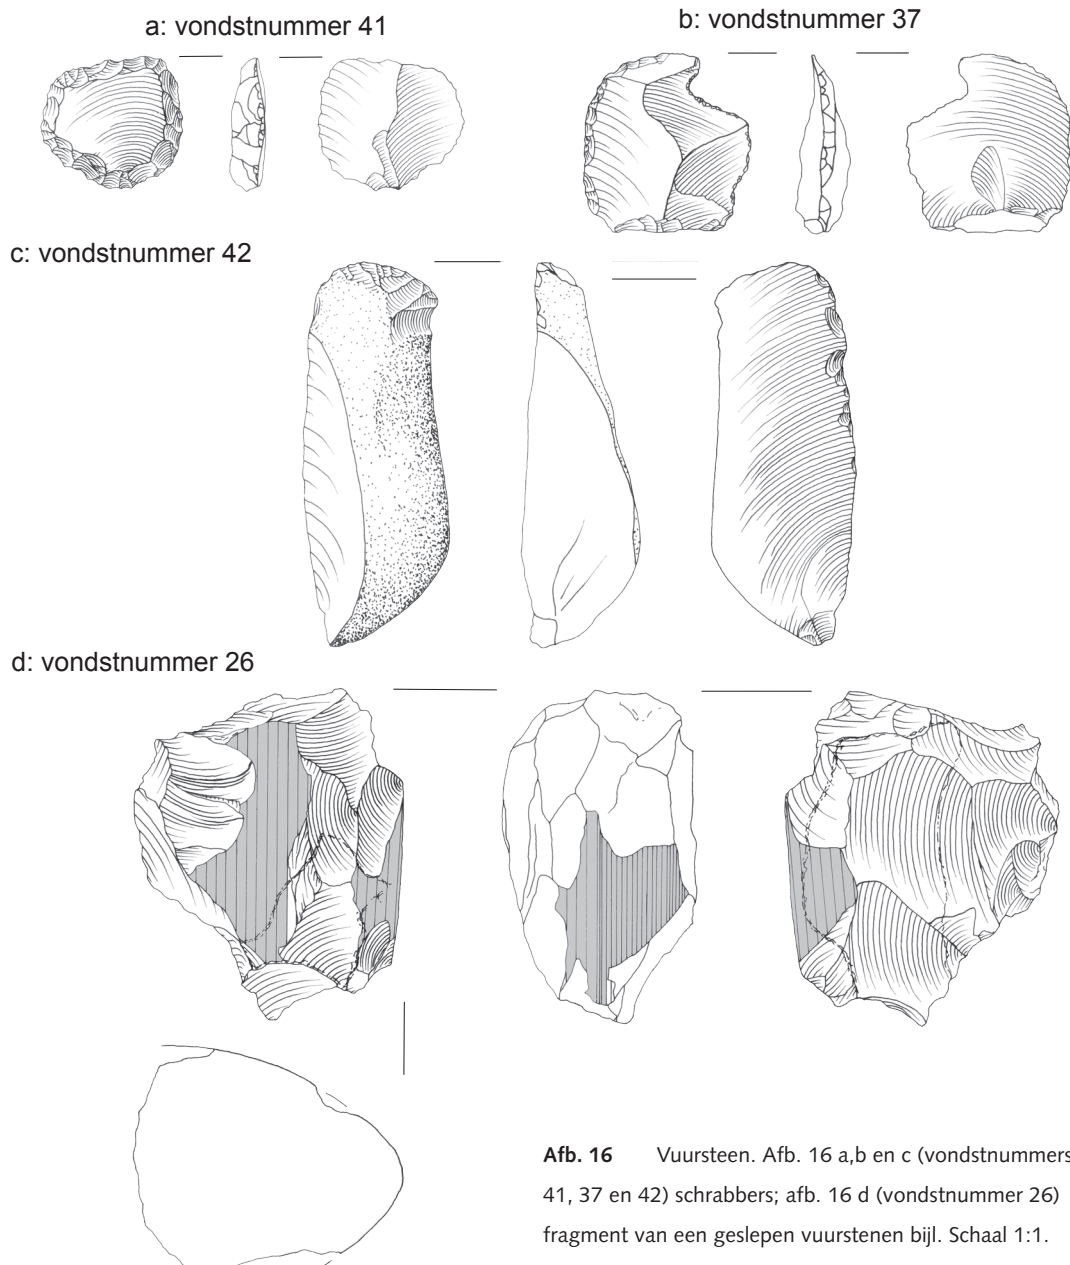 a: vondstnummer 41
b: vondstnummer 37
c: vondstnummer 42
d: vondstnummer 26
Afb. 16 Vuursteen. Afb. 16 a,b en c (vondstnummers
41, 37 en 42) schrabbers; afb. 16 d (vondstnummer 26)
fragment van een geslepen vuurstenen bijl. Schaal 1:1.